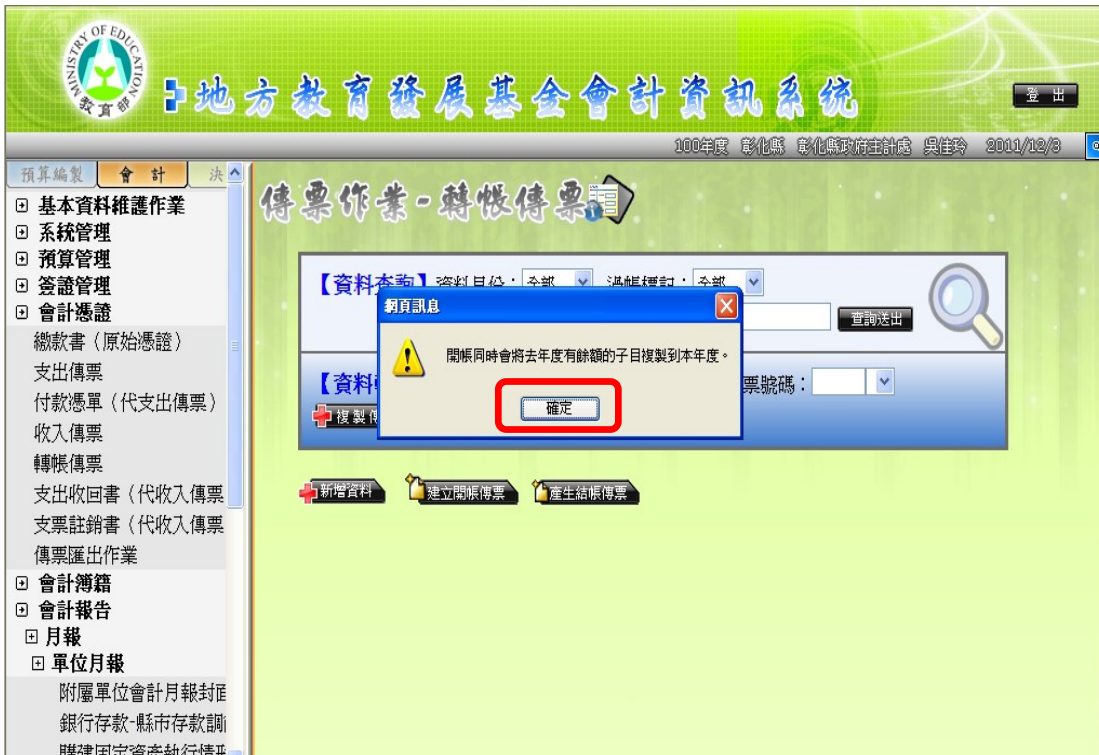 MINISTRY OF EDUCATION
教育部
地方教育發展基金會計資訊系統
登出
100年度 彰化縣 彰化縣政府主計處 吳佳玲 2011/12/3
預算編製 會計 決
基本資料維護作業
系統管理
預算管理
簽證管理
會計憑證
繳款書（原始憑證）
支出傳票
付款憑單（代支出傳票）
收入傳票
轉帳傳票
支出收回書（代收入傳票
支票註銷書（代收入傳票
傳票匯出作業
會計簿籍
會計報告
月報
單位月報
附屬單位會計月報封面
銀行存款-縣市存款調
購建固定資產執行情形
傳票作業-轉帳傳票
【資料查詢】資料月份：全部 過帳標記：全部
查詢送出
網頁訊息
開帳同時會將去年度有餘額的子目複製到本年度。
確定
【資料
票號碼：
複製傳
新增資料 建立開帳傳票 產生結帳傳票